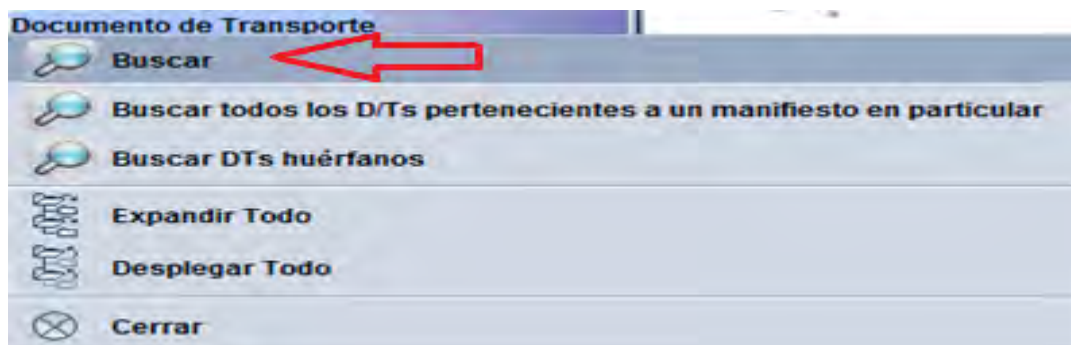 Documento de Transporte
Buscar
Buscar todos los D/Ts pertenecientes a un manifiesto en particular
Buscar DTs huérfanos
Expandir Todo
Desplegar Todo
Cerrar